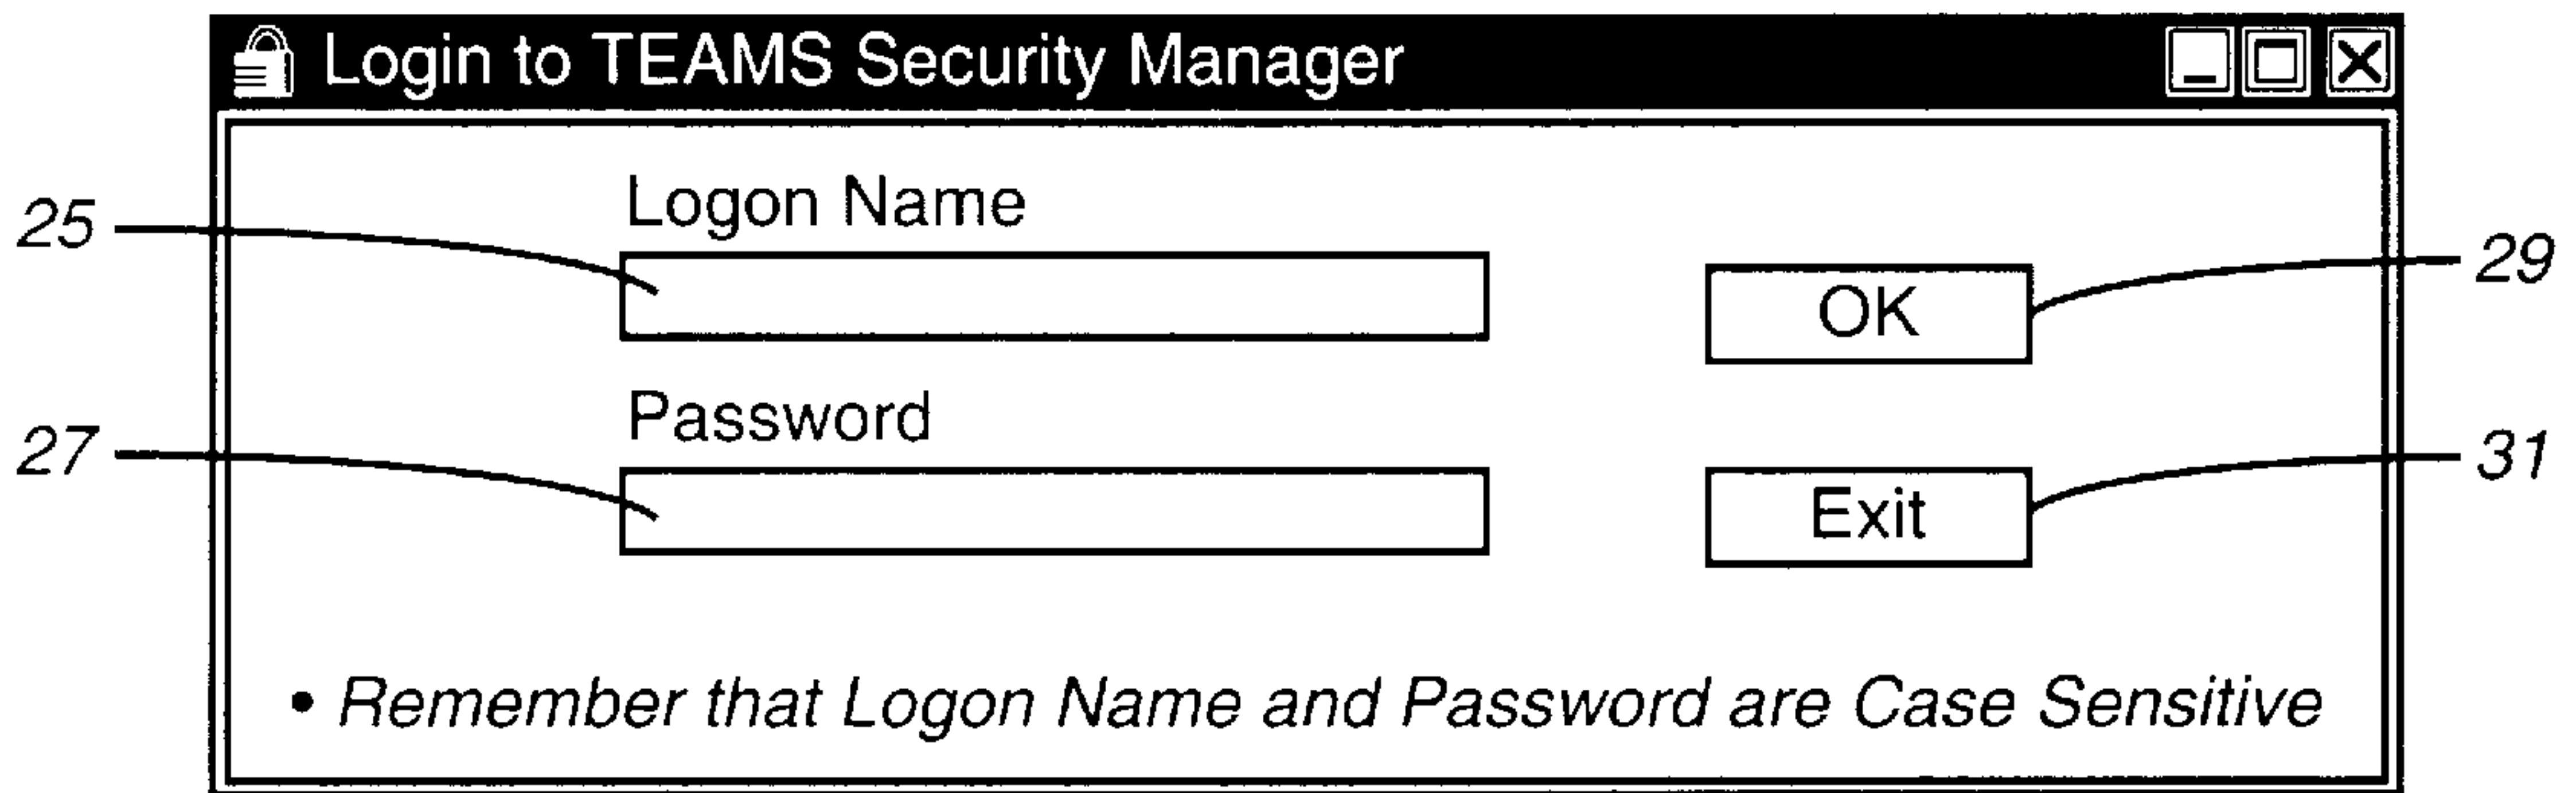 Login to TEAMS Security Manager
Logon Name
25
OK
29
Password
27
Exit
31
• Remember that Logon Name and Password are Case Sensitive